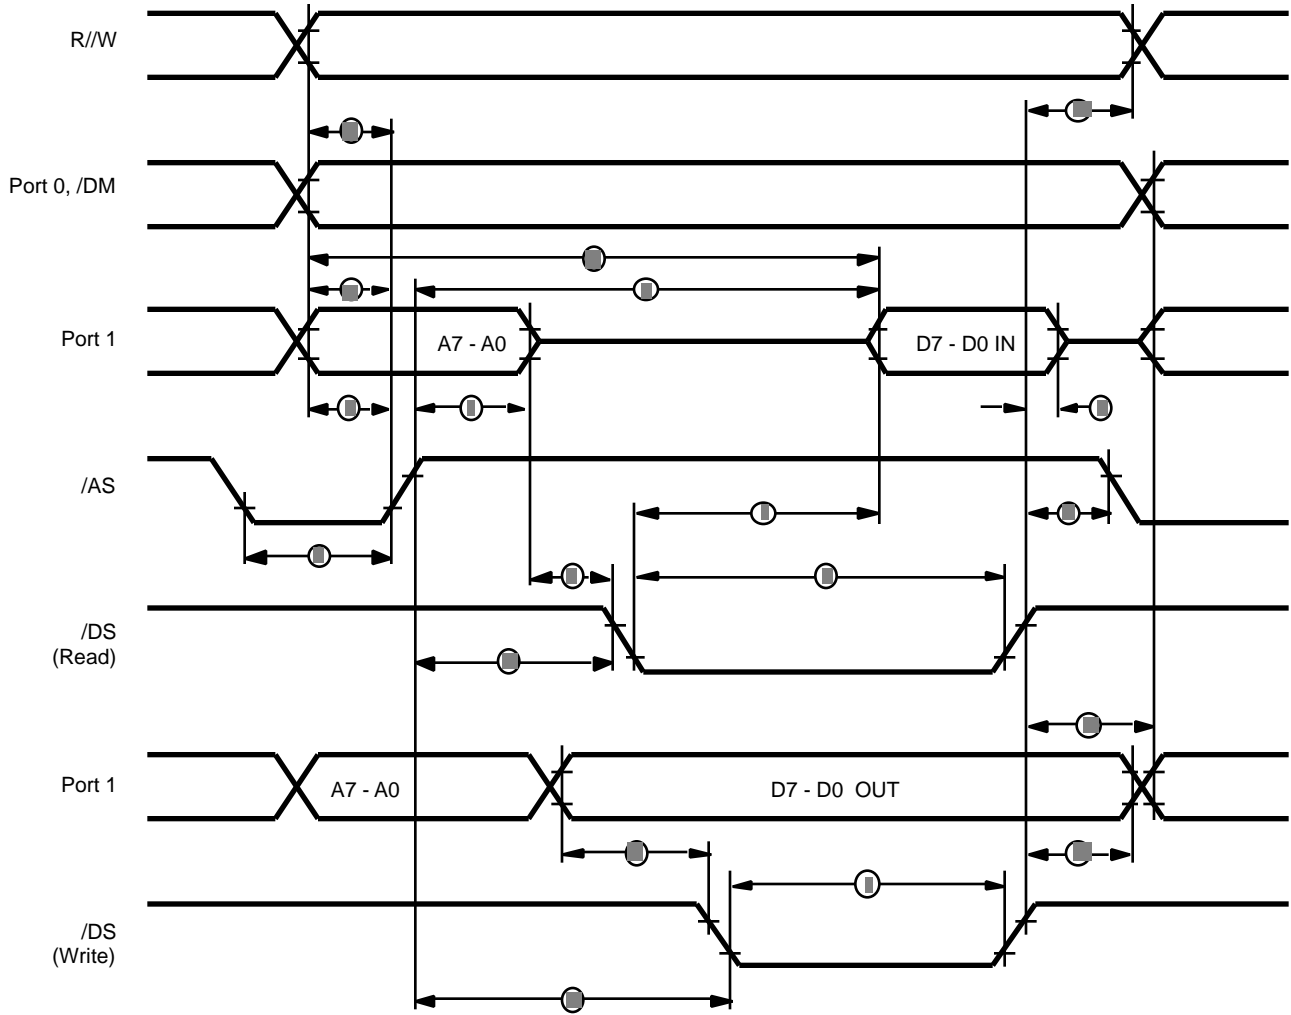 R//W
Port 0, /DM
Port 1
A7 - A0
D7 - D0 IN
/AS
/DS
(Read)
Port 1
A7 - A0
D7 - D0 OUT
/DS
(Write)